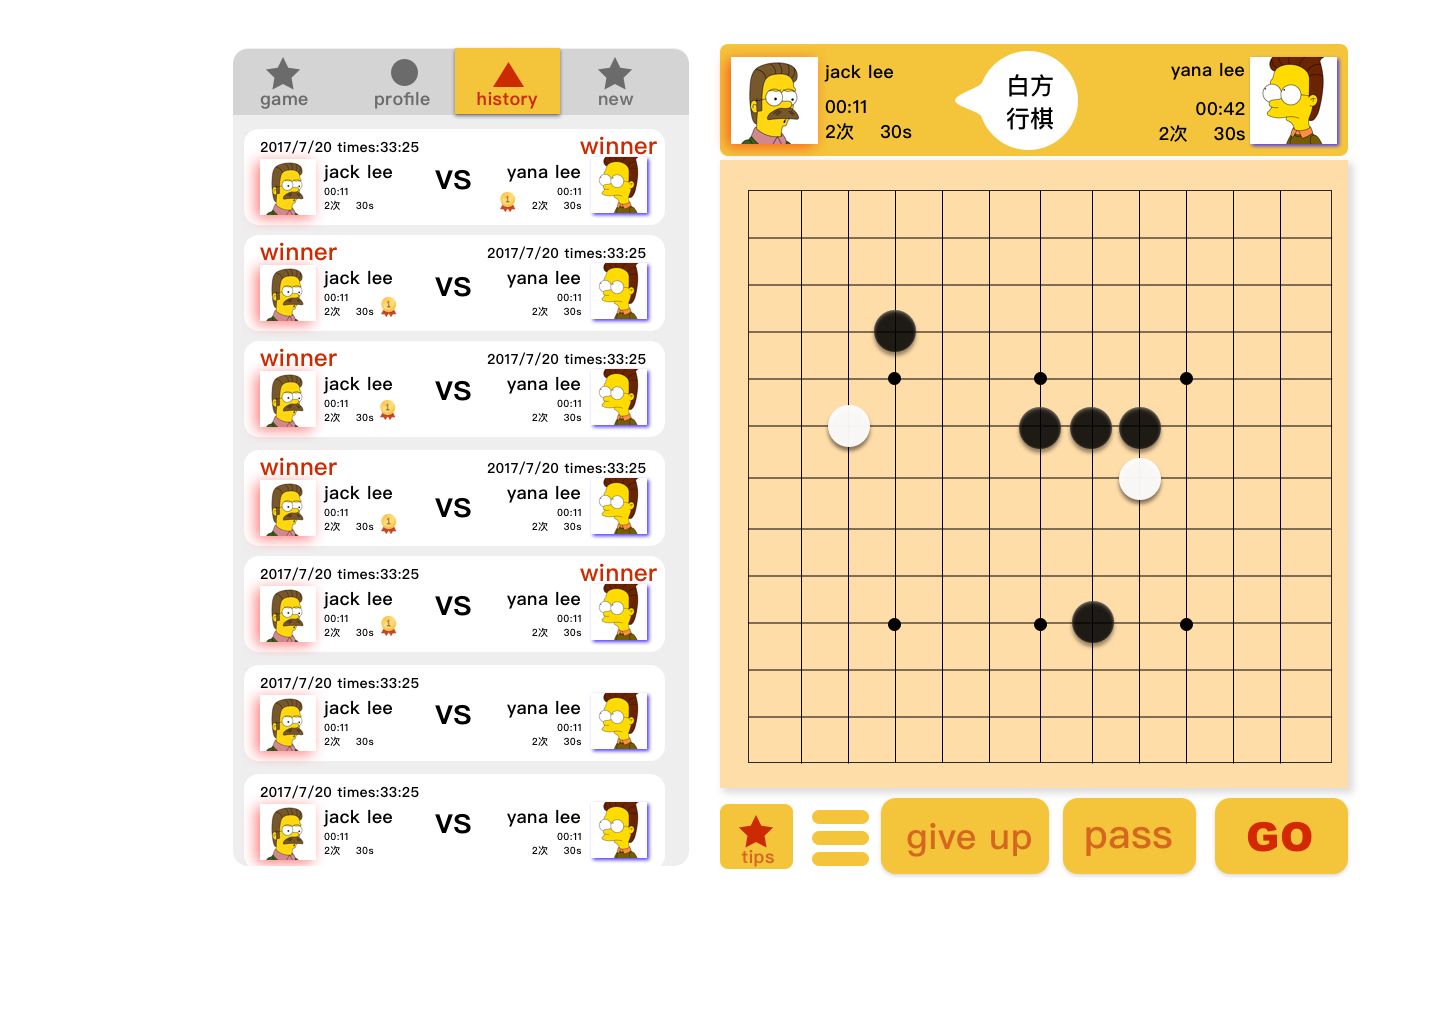 game profile history new
2017/7/20 times:33:25 winner
jack lee VS yana lee
00:11 00:11
2次 30s 1 2次 30s
winner 2017/7/20 times:33:25
jack lee VS yana lee
00:11 00:11
2次 30s 1 2次 30s
winner 2017/7/20 times:33:25
jack lee VS yana lee
00:11 00:11
2次 30s 1 2次 30s
winner 2017/7/20 times:33:25
jack lee VS yana lee
00:11 00:11
2次 30s 1 2次 30s
2017/7/20 times:33:25 winner
jack lee VS yana lee
00:11 00:11
2次 30s 1 2次 30s
2017/7/20 times:33:25
jack lee VS yana lee
00:11 00:11
2次 30s 2次 30s
2017/7/20 times:33:25
jack lee VS yana lee
00:11 00:11
2次 30s 2次 30s
jack lee
00:11
2次 30s
白方
行棋
yana lee
00:42
2次 30s
tips
give up
pass
GO